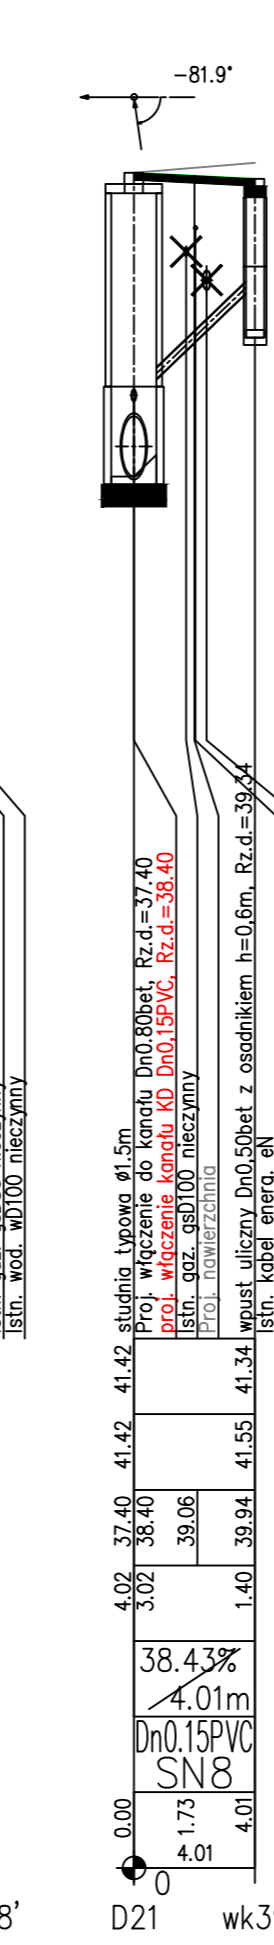 -81.9°
Istn. wod. wD100 nieczynny
studnia typowa ø1.5m
Proj. włączenie do kanału Dn0.80bet, Rz.d.=37.40
proj. włączenie kanału KD Dn0,15PVC, Rz.d.=38.40
Istn. gaz. gsD100 nieczynny
Proj. nawierzchnia
wpust uliczny Dn0,50bet z osadnikiem h=0,6m, Rz.d.=39.34
Istn. kabel energ. eN
41.42 41.34
41.42 41.55
37.40 38.40 39.06 39.94
4.02 3.02 1.40
38.43%
4.01m
Dn0.15PVC
SN8
0.00 1.73 4.01
4.01
0
8' D21